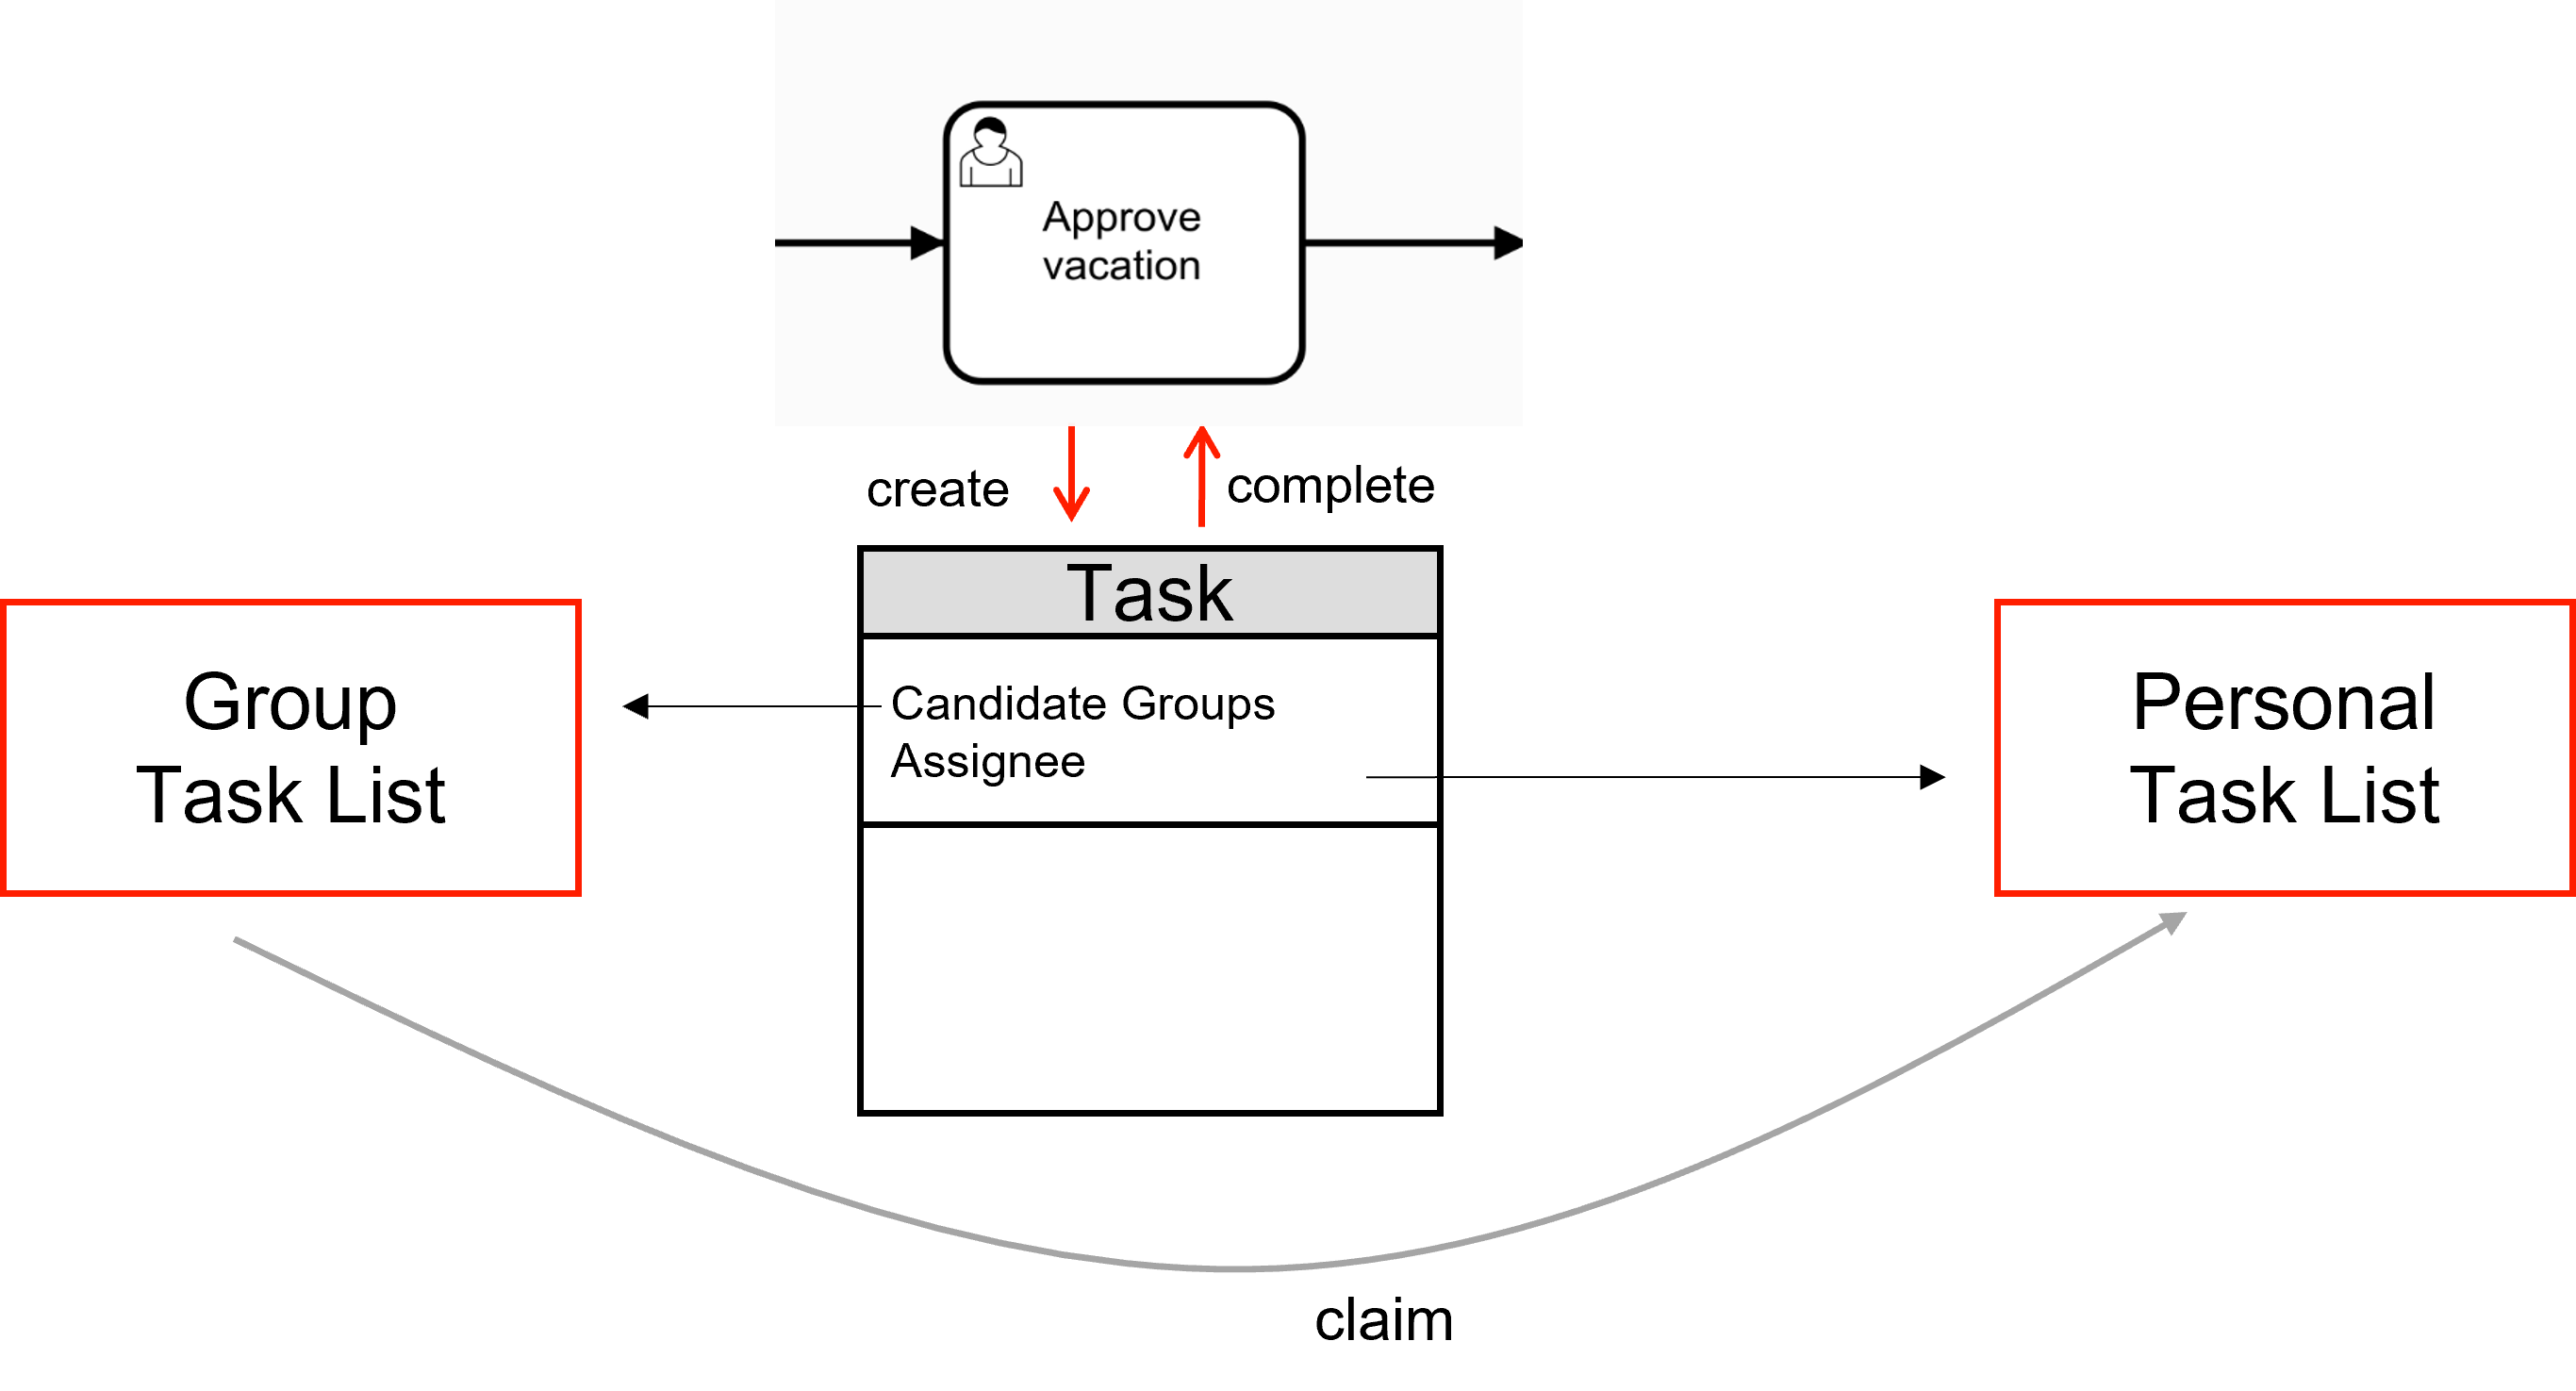 Approve
vacation
create
complete
Task
Group
Task List
Candidate Groups
Assignee
Personal
Task List
claim